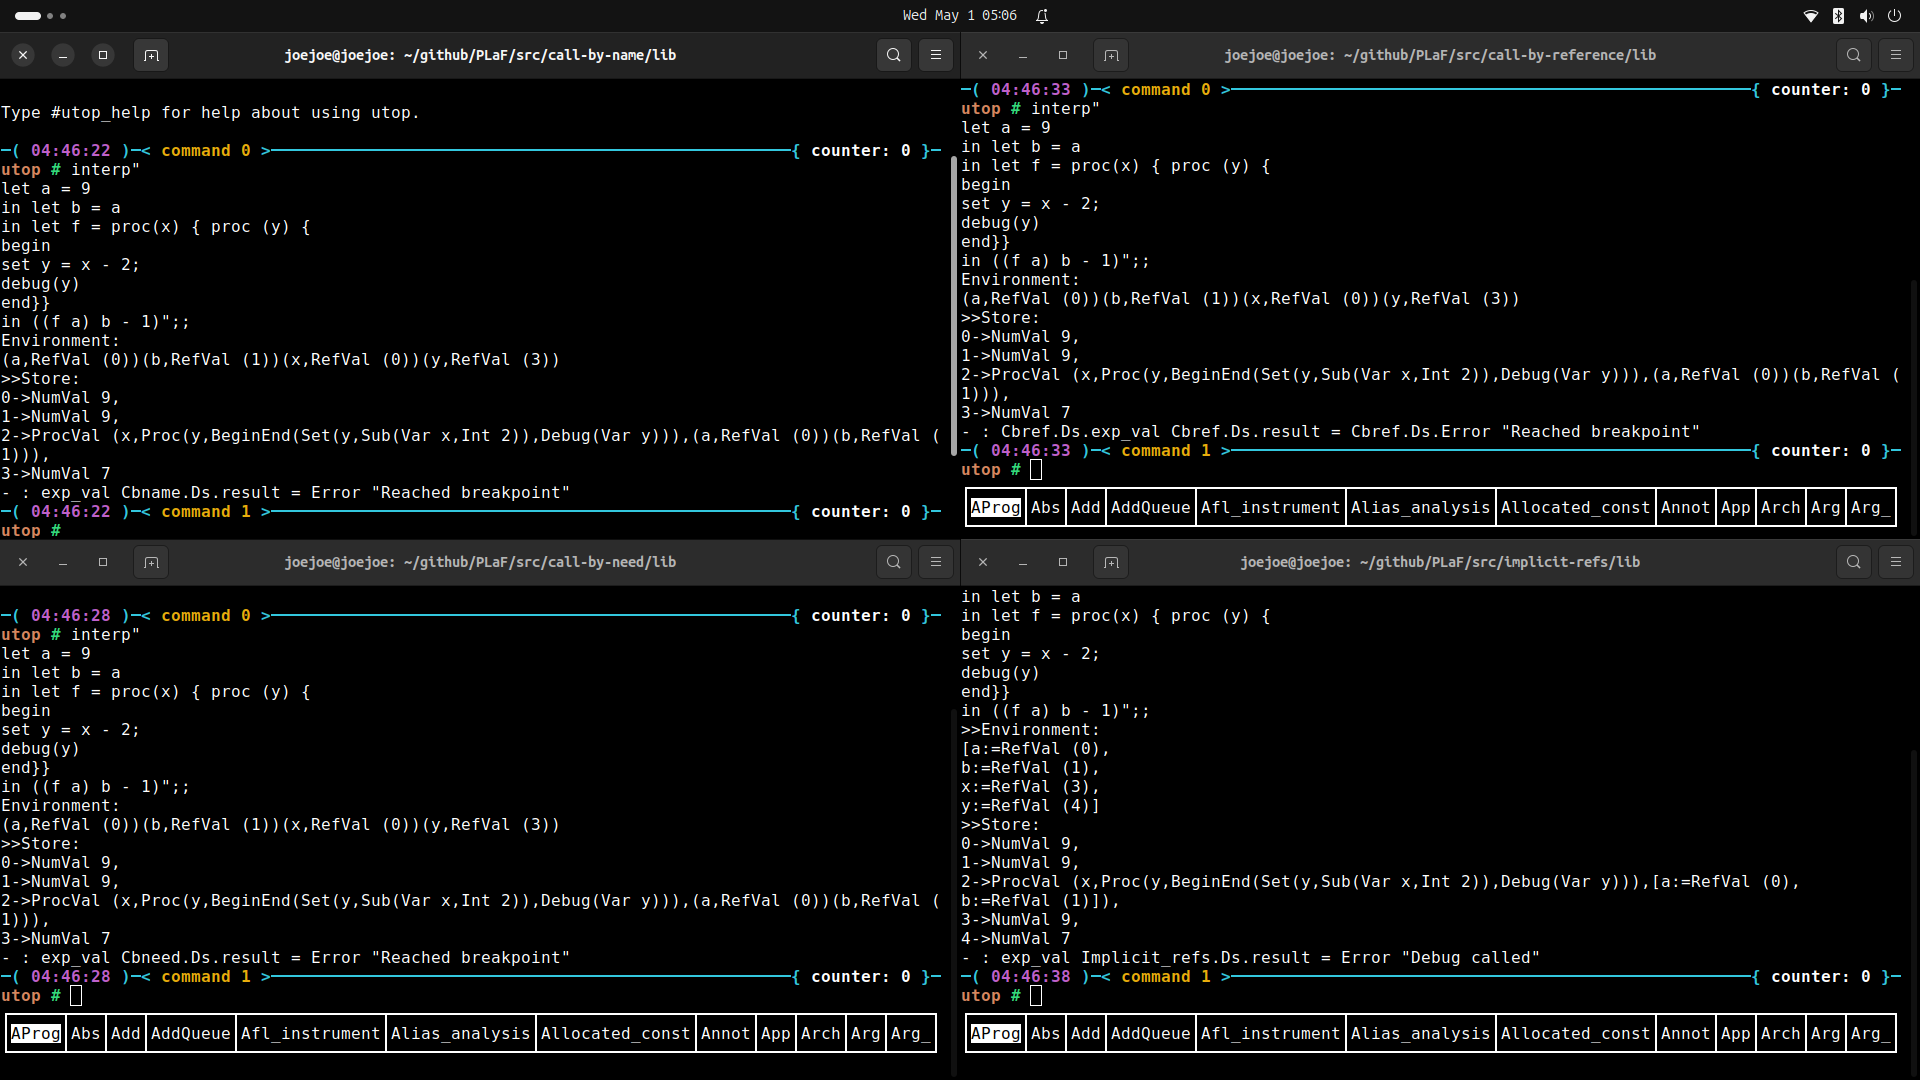 Wed May 1 05:06
joejoe@joejoe: ~/github/PLaF/src/call-by-name/lib
Type #utop_help for help about using utop.
─( 04:46:22 )─< command 0 >──{ counter: 0 }─
utop # interp"
let a = 9
in let b = a
in let f = proc(x) { proc (y) {
begin
set y = x - 2;
debug(y)
end}}
in ((f a) b - 1)";;
Environment:
(a,RefVal (0))(b,RefVal (1))(x,RefVal (0))(y,RefVal (3))
>>Store:
0->NumVal 9,
1->NumVal 9,
2->ProcVal (x,Proc(y,BeginEnd(Set(y,Sub(Var x,Int 2)),Debug(Var y))),(a,RefVal (0))(b,RefVal (
1))),
3->NumVal 7
- : exp_val Cbname.Ds.result = Error "Reached breakpoint"
─( 04:46:22 )─< command 1 >──{ counter: 0 }─
utop #
joejoe@joejoe: ~/github/PLaF/src/call-by-reference/lib
─( 04:46:33 )─< command 0 >──{ counter: 0 }─
utop # interp"
let a = 9
in let b = a
in let f = proc(x) { proc (y) {
begin
set y = x - 2;
debug(y)
end}}
in ((f a) b - 1)";;
Environment:
(a,RefVal (0))(b,RefVal (1))(x,RefVal (0))(y,RefVal (3))
>>Store:
0->NumVal 9,
1->NumVal 9,
2->ProcVal (x,Proc(y,BeginEnd(Set(y,Sub(Var x,Int 2)),Debug(Var y))),(a,RefVal (0))(b,RefVal (
1))),
3->NumVal 7
- : Cbref.Ds.exp_val Cbref.Ds.result = Cbref.Ds.Error "Reached breakpoint"
─( 04:46:33 )─< command 1 >──{ counter: 0 }─
utop #
AProg Abs Add AddQueue Afl_instrument Alias_analysis Allocated_const Annot App Arch Arg Arg_
joejoe@joejoe: ~/github/PLaF/src/call-by-need/lib
─( 04:46:28 )─< command 0 >──{ counter: 0 }─
utop # interp"
let a = 9
in let b = a
in let f = proc(x) { proc (y) {
begin
set y = x - 2;
debug(y)
end}}
in ((f a) b - 1)";;
Environment:
(a,RefVal (0))(b,RefVal (1))(x,RefVal (0))(y,RefVal (3))
>>Store:
0->NumVal 9,
1->NumVal 9,
2->ProcVal (x,Proc(y,BeginEnd(Set(y,Sub(Var x,Int 2)),Debug(Var y))),(a,RefVal (0))(b,RefVal (
1))),
3->NumVal 7
- : exp_val Cbneed.Ds.result = Error "Reached breakpoint"
─( 04:46:28 )─< command 1 >──{ counter: 0 }─
utop #
AProg Abs Add AddQueue Afl_instrument Alias_analysis Allocated_const Annot App Arch Arg Arg_
joejoe@joejoe: ~/github/PLaF/src/implicit-refs/lib
in let b = a
in let f = proc(x) { proc (y) {
begin
set y = x - 2;
debug(y)
end}}
in ((f a) b - 1)";;
>>Environment:
[a:=RefVal (0),
b:=RefVal (1),
x:=RefVal (3),
y:=RefVal (4)]
>>Store:
0->NumVal 9,
1->NumVal 9,
2->ProcVal (x,Proc(y,BeginEnd(Set(y,Sub(Var x,Int 2)),Debug(Var y))),[a:=RefVal (0),
b:=RefVal (1)]),
3->NumVal 9,
4->NumVal 7
- : exp_val Implicit_refs.Ds.result = Error "Debug called"
─( 04:46:38 )─< command 1 >──{ counter: 0 }─
utop #
AProg Abs Add AddQueue Afl_instrument Alias_analysis Allocated_const Annot App Arch Arg Arg_